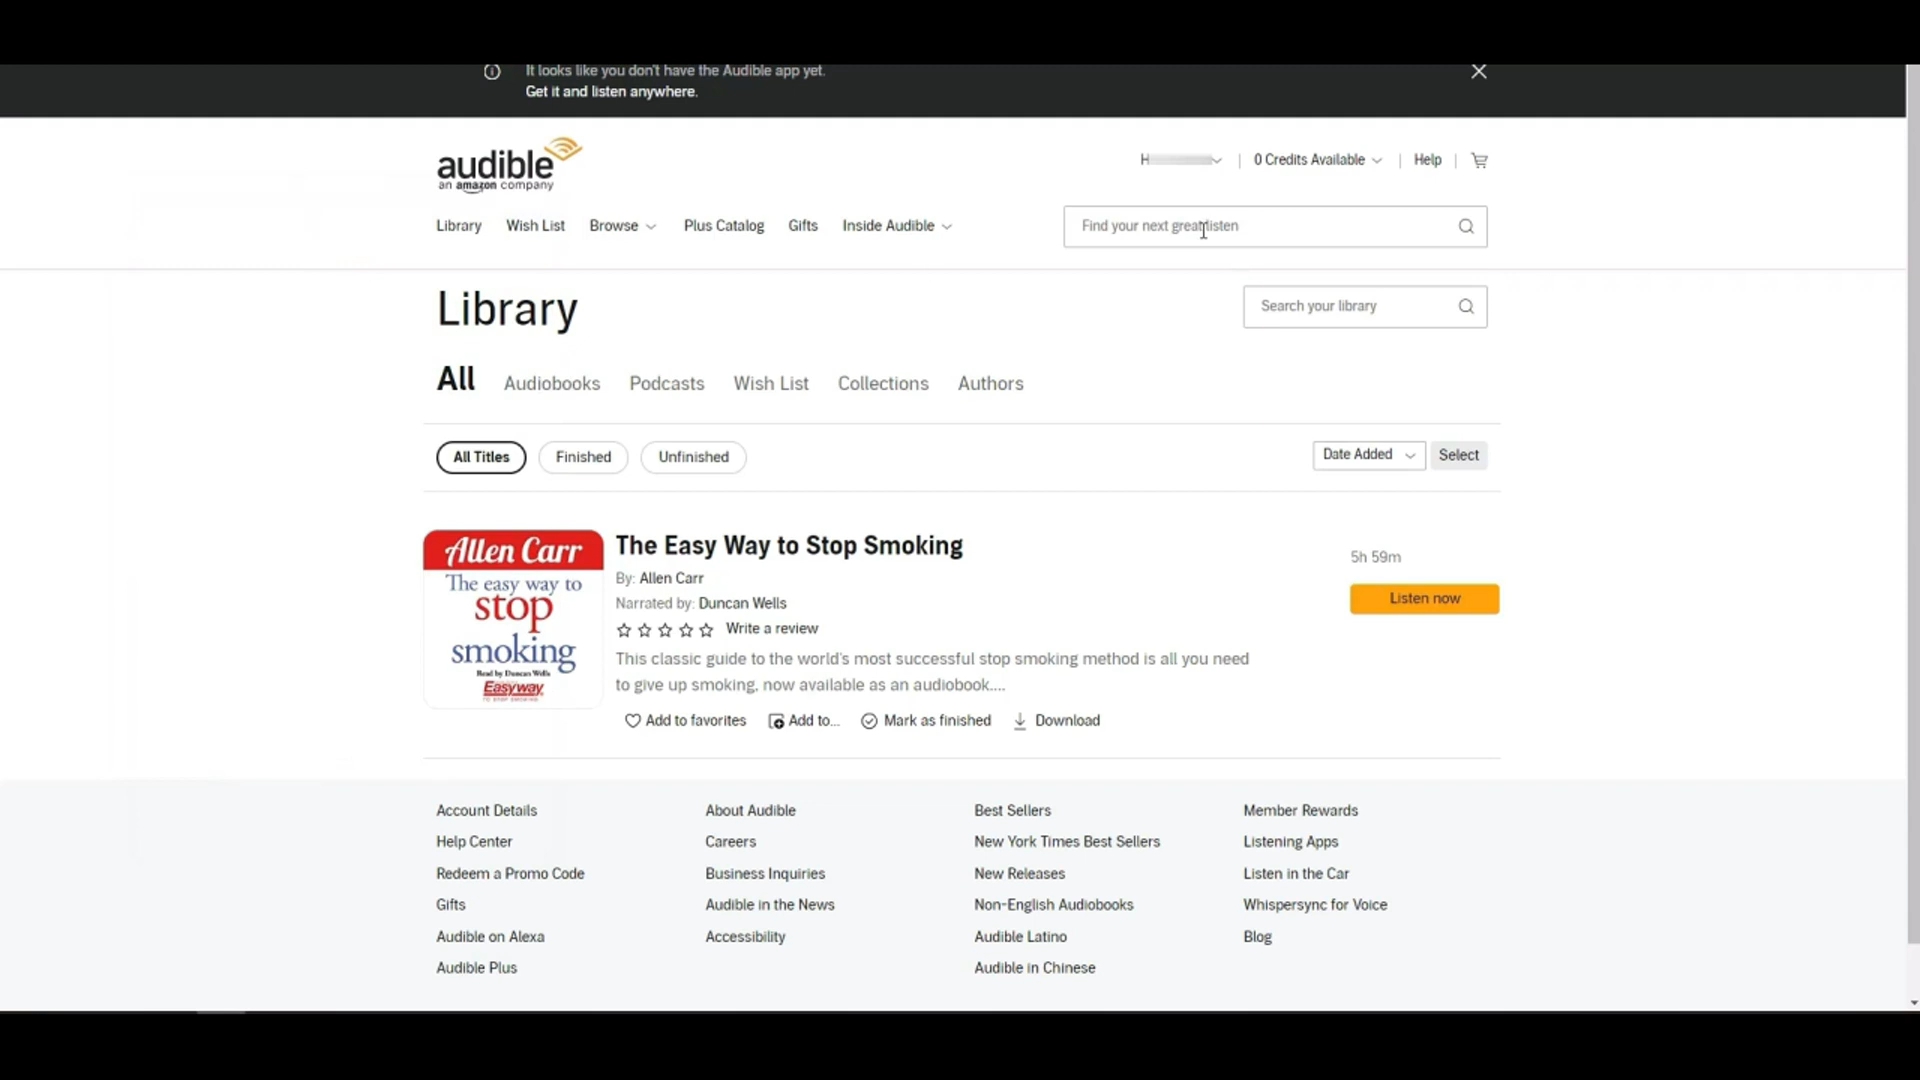 It looks like you don't have the Audible app yet.
Get it and listen anywhere.
audible
an amazon company
H
0 Credits Available
Help
Library
Wish List
Browse
Plus Catalog
Gifts
Inside Audible
Find your next great listen
Library
Search your library
All
Audiobooks
Podcasts
Wish List
Collections
Authors
All Titles
Finished
Unfinished
Date Added
Select
Allen Carr
The easy way to
stop
smoking
Read by Duncan Wells
Easyway
TO STOP SMOKING
The Easy Way to Stop Smoking
By: Allen Carr
Narrated by: Duncan Wells
Write a review
This classic guide to the world's most successful stop smoking method is all you need
to give up smoking, now available as an audiobook....
Add to favorites
Add to...
Mark as finished
Download
5h 59m
Listen now
Account Details
Help Center
Redeem a Promo Code
Gifts
Audible on Alexa
Audible Plus
About Audible
Careers
Business Inquiries
Audible in the News
Accessibility
Best Sellers
New York Times Best Sellers
New Releases
Non-English Audiobooks
Audible Latino
Audible in Chinese
Member Rewards
Listening Apps
Listen in the Car
Whispersync for Voice
Blog